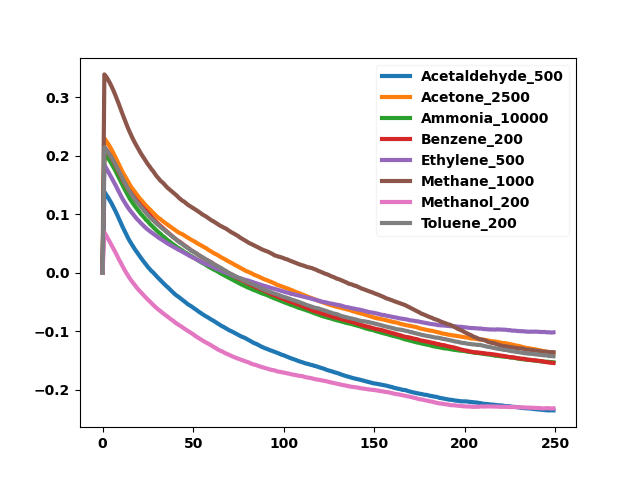 Acetaldehyde_500
Acetone_2500
Ammonia_10000
Benzene_200
Ethylene_500
Methane_1000
Methanol_200
Toluene_200
0.3
0.2
0.1
0.0
−0.1
−0.2
0 50 100 150 200 250